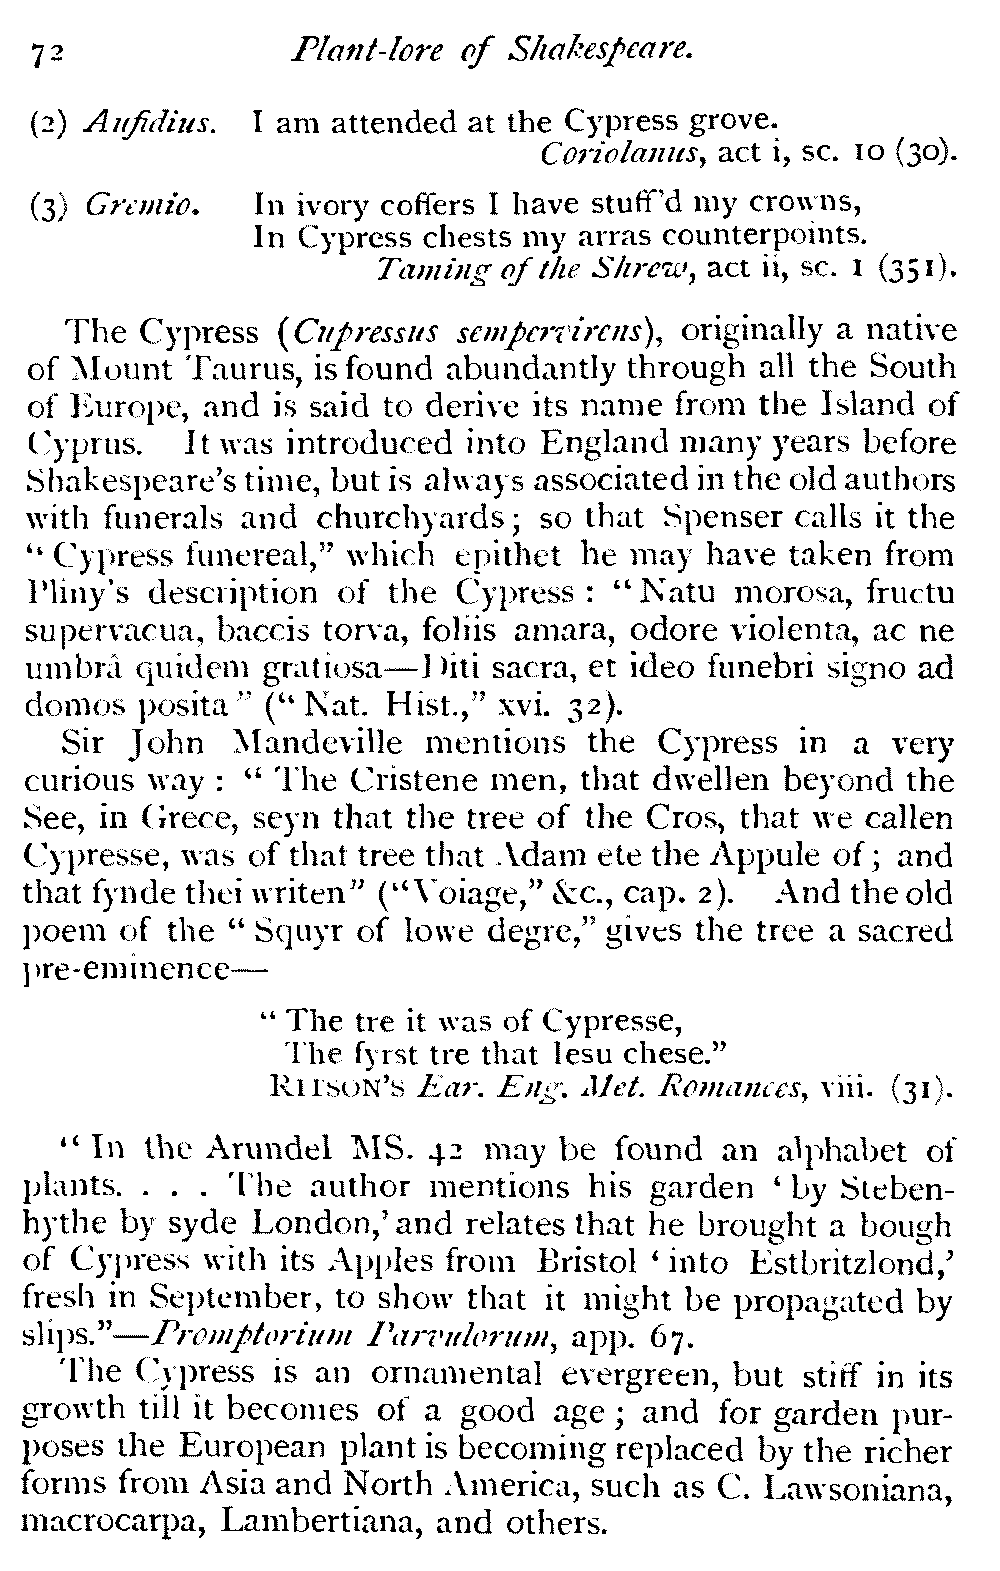 72 Plant-lore of Shakespeare.
(2) Aufidius. I am attended at the Cypress grove.
Coriolanus, act i, sc. 10 (30).
(3) Gremio. In ivory coffers I have stuff'd my crowns,
In Cypress chests my arras counterpoints.
Taming of the Shrew, act ii, sc. 1 (351).
The Cypress (Cupressus sempervirens), originally a native
of Mount Taurus, is found abundantly through all the South
of Europe, and is said to derive its name from the Island of
Cyprus. It was introduced into England many years before
Shakespeare's time, but is always associated in the old authors
with funerals and churchyards; so that Spenser calls it the
"Cypress funereal," which epithet he may have taken from
Pliny's description of the Cypress: "Natu morosa, fructu
supervacua, baccis torva, foliis amara, odore violenta, ac ne
umbrâ quidem gratiosa—Diti sacra, et ideo funebri signo ad
domos posita" ("Nat. Hist.," xvi. 32).
Sir John Mandeville mentions the Cypress in a very
curious way: "The Cristene men, that dwellen beyond the
See, in Grece, seyn that the tree of the Cros, that we callen
Cypresse, was of that tree that Adam ete the Appule of; and
that fynde thei writen" ("Voiage," &c., cap. 2). And the old
poem of the "Squyr of lowe degre," gives the tree a sacred
pre-eminence—
"The tre it was of Cypresse,
The fyrst tre that Iesu chese."
RITSON'S Ear. Eng. Met. Romances, viii. (31).
"In the Arundel MS. 42 may be found an alphabet of
plants. . . . The author mentions his garden 'by Steben-
hythe by syde London,' and relates that he brought a bough
of Cypress with its Apples from Bristol 'into Estbritzlond,'
fresh in September, to show that it might be propagated by
slips."—Promptorium Parvulorum, app. 67.
The Cypress is an ornamental evergreen, but stiff in its
growth till it becomes of a good age; and for garden pur-
poses the European plant is becoming replaced by the richer
forms from Asia and North America, such as C. Lawsoniana,
macrocarpa, Lambertiana, and others.